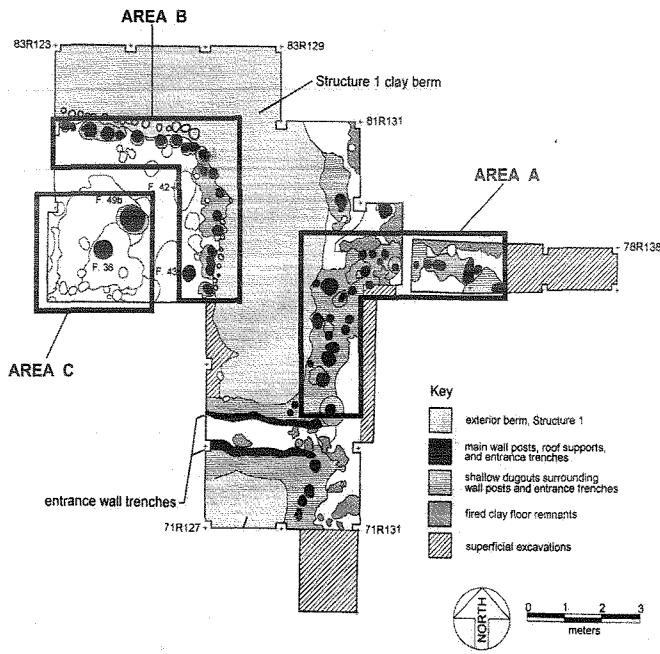 AREA B
83R123
83R129
Structure 1 clay berm
81R131
AREA A
F. 42
F. 49b
78R138
F. 36
F. 43
AREA C
Key
exterior berm, Structure 1
main wall posts, roof supports,
and entrance trenches
shallow dugouts surrounding
wall posts and entrance trenches
fired clay floor remnants
superficial excavations
entrance wall trenches
71R127
71R131
NORTH
0 1 2 3
meters